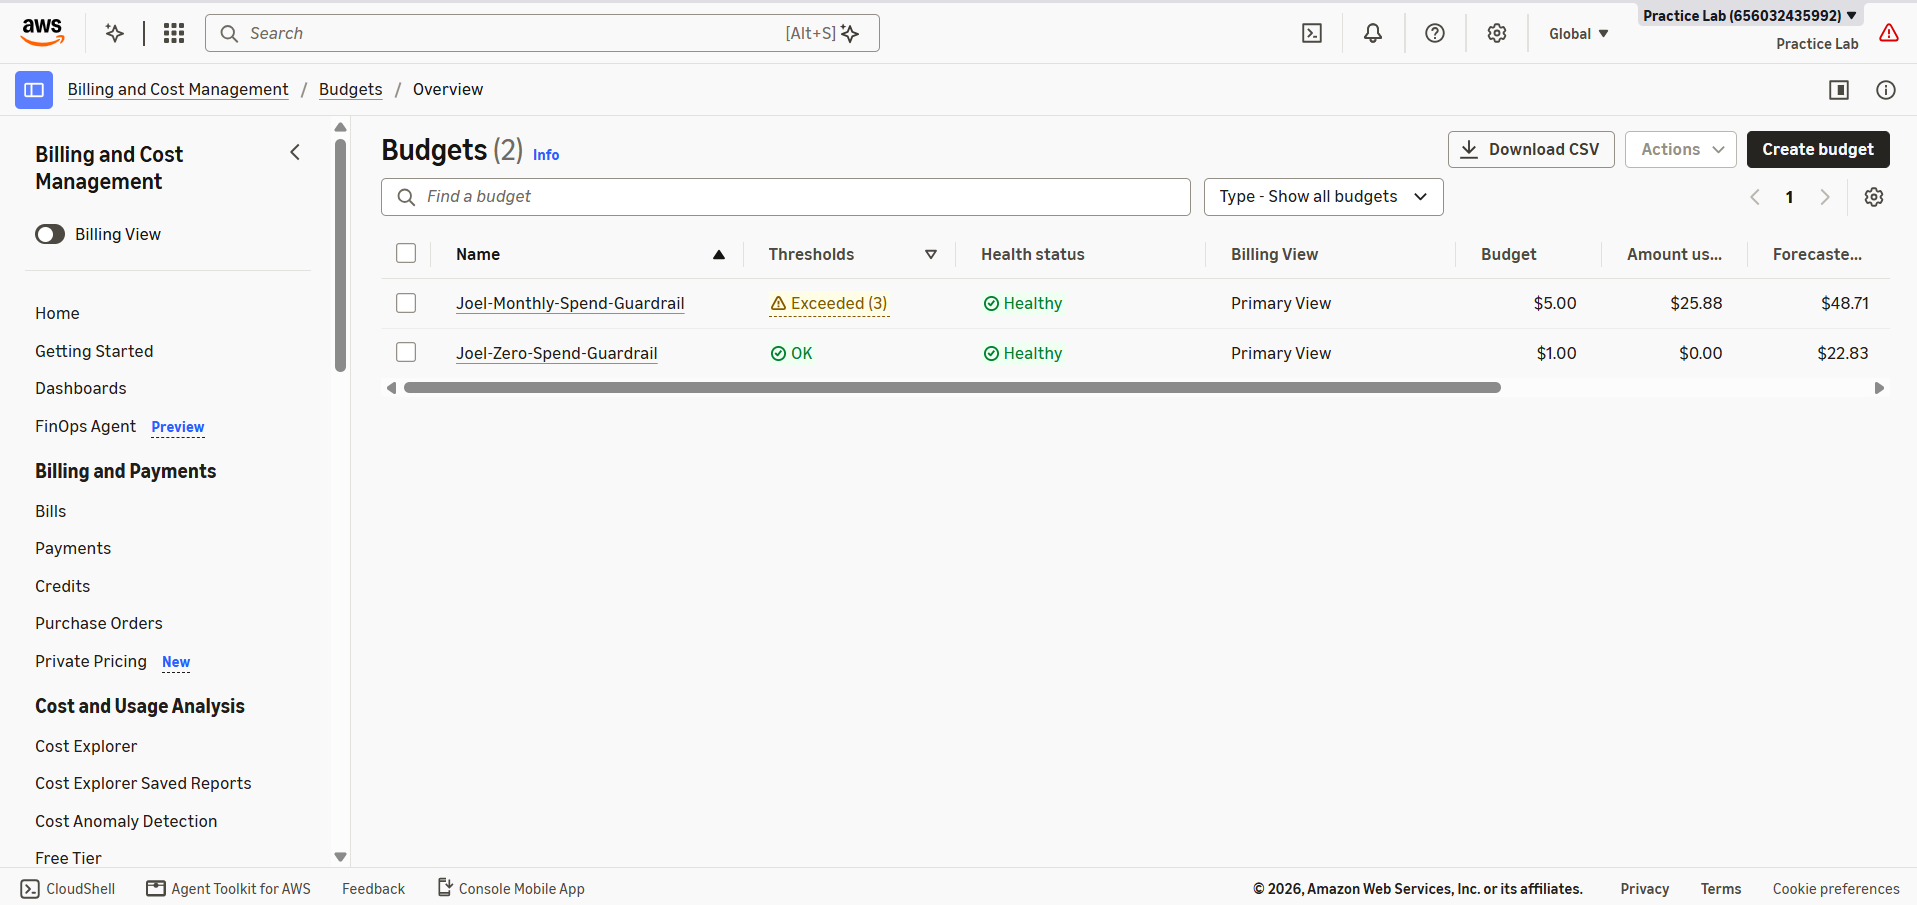 aws
Search [Alt+S]
Global
Practice Lab (656032435992)
Practice Lab
Billing and Cost Management / Budgets / Overview
Billing and Cost Management
Billing View
Home
Getting Started
Dashboards
FinOps Agent Preview
Billing and Payments
Bills
Payments
Credits
Purchase Orders
Private Pricing New
Cost and Usage Analysis
Cost Explorer
Cost Explorer Saved Reports
Cost Anomaly Detection
Free Tier
Budgets (2) Info
Download CSV Actions Create budget
Find a budget
Type - Show all budgets
1
Name Thresholds Health status Billing View Budget Amount us... Forecaste...
Joel-Monthly-Spend-Guardrail Exceeded (3) Healthy Primary View $5.00 $25.88 $48.71
Joel-Zero-Spend-Guardrail OK Healthy Primary View $1.00 $0.00 $22.83
CloudShell Agent Toolkit for AWS Feedback Console Mobile App
© 2026, Amazon Web Services, Inc. or its affiliates. Privacy Terms Cookie preferences